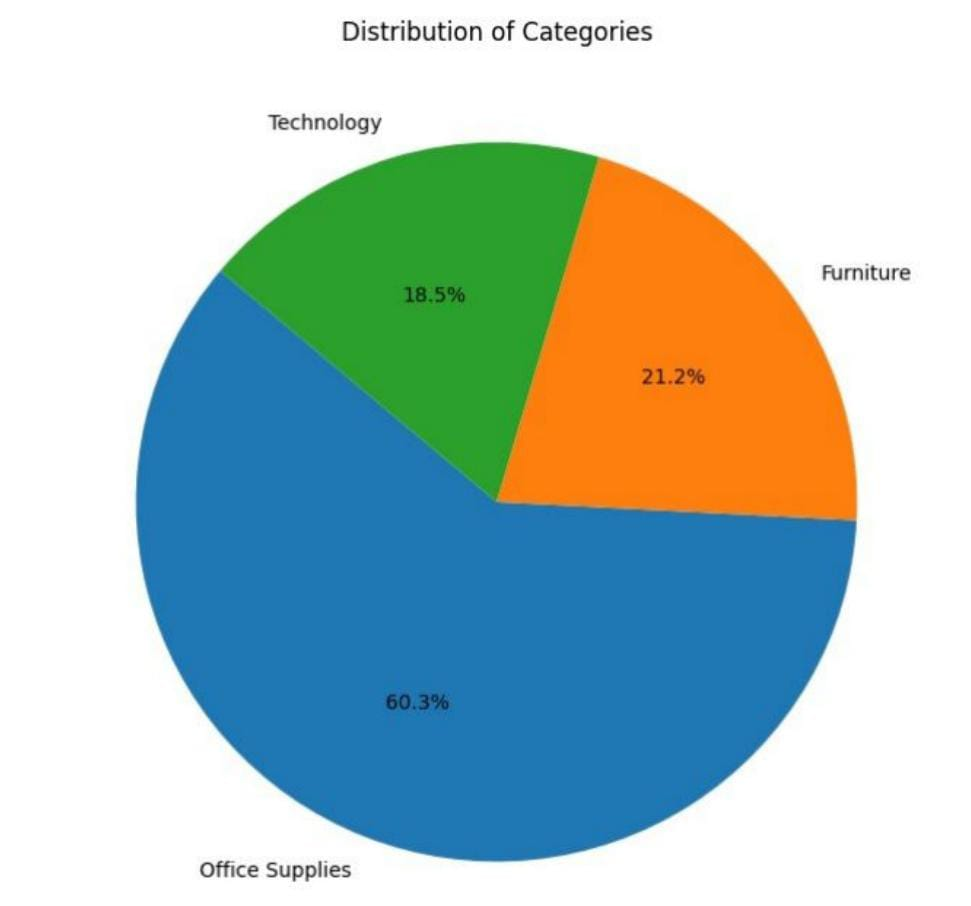 Distribution of Categories
Technology
Furniture
18.5%
21.2%
60.3%
Office Supplies